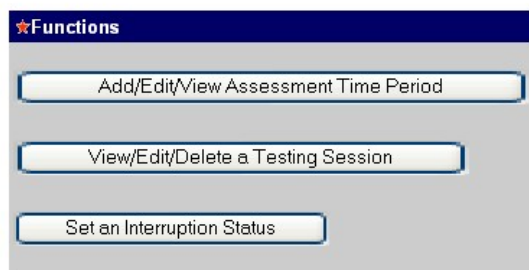 Functions
Add/Edit/View Assessment Time Period
View/Edit/Delete a Testing Session
Set an Interruption Status